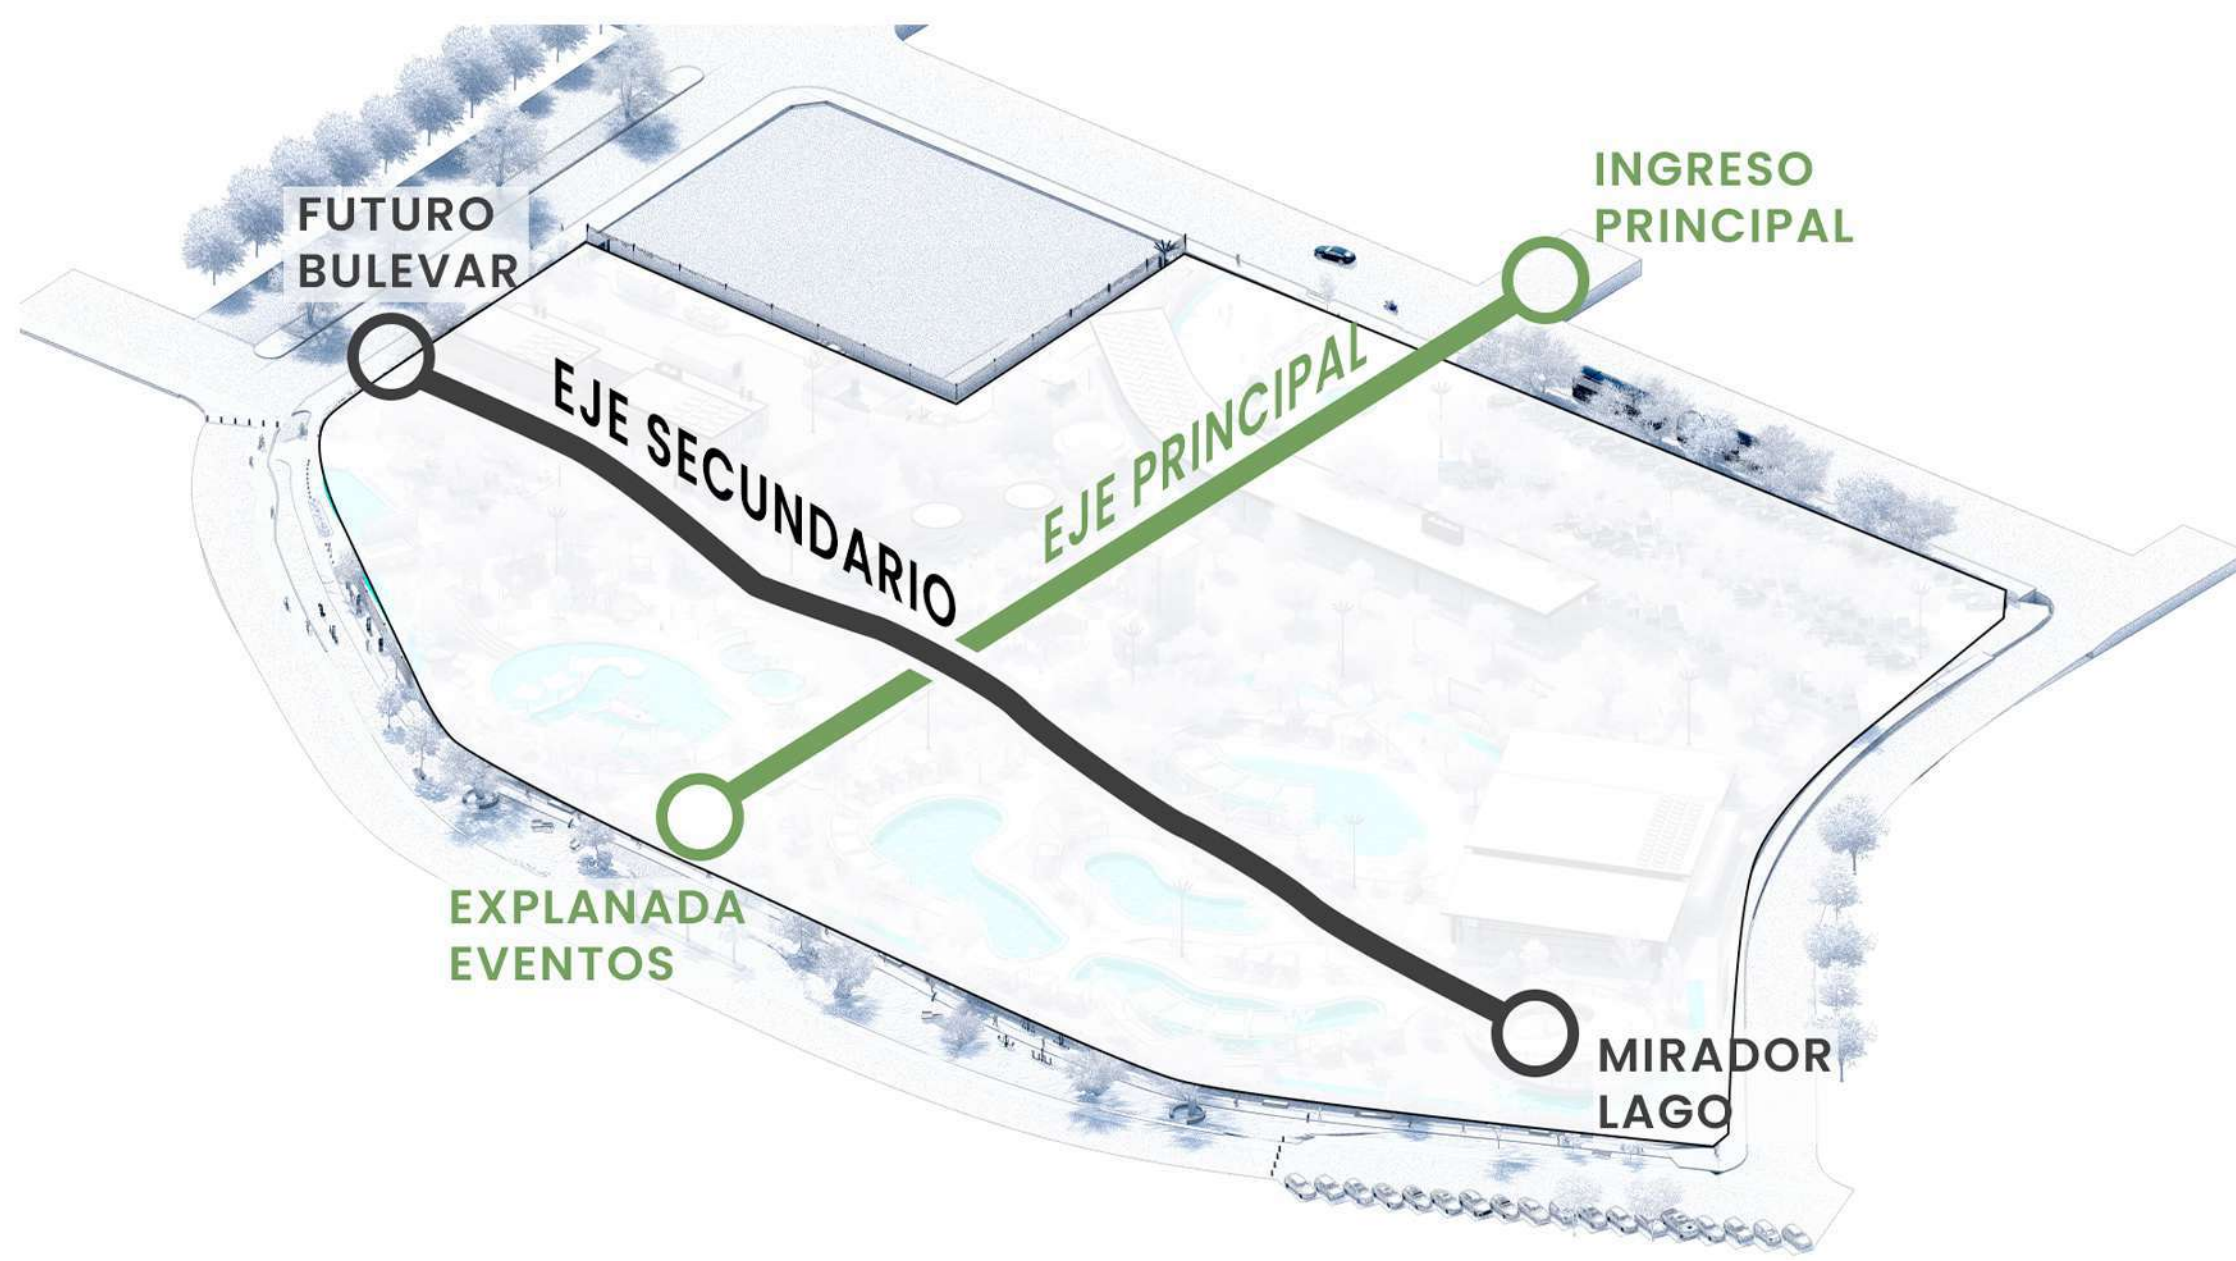 INGRESO
PRINCIPAL
FUTURO
BULEVAR
EJE SECUNDARIO
EJE PRINCIPAL
EXPLANADA
EVENTOS
MIRADOR
LAGO